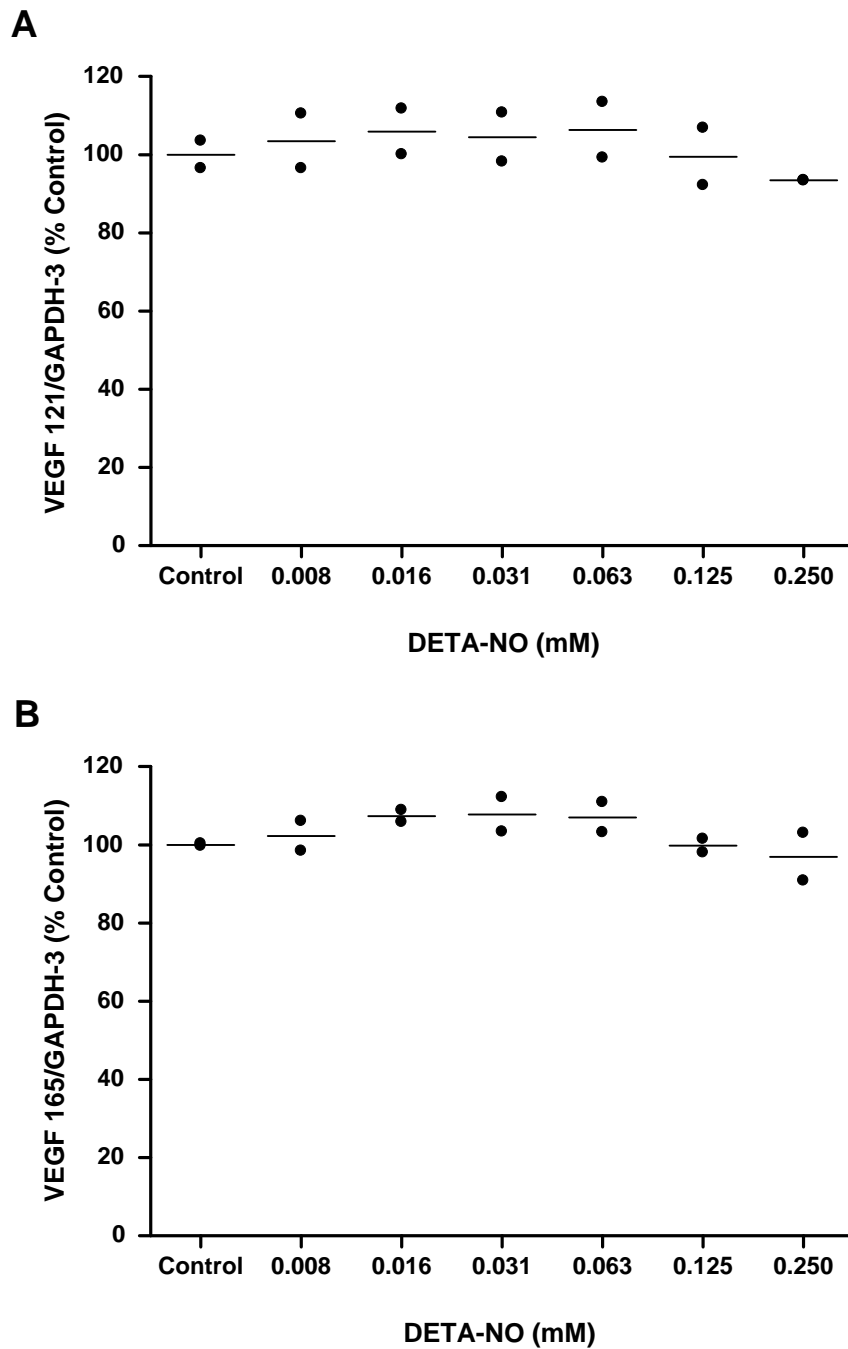 A
VEGF 121/GAPDH-3 (% Control)
120
100
80
60
40
20
0
Control 0.008 0.016 0.031 0.063 0.125 0.250
DETA-NO (mM)
B
VEGF 165/GAPDH-3 (% Control)
120
100
80
60
40
20
0
Control 0.008 0.016 0.031 0.063 0.125 0.250
DETA-NO (mM)